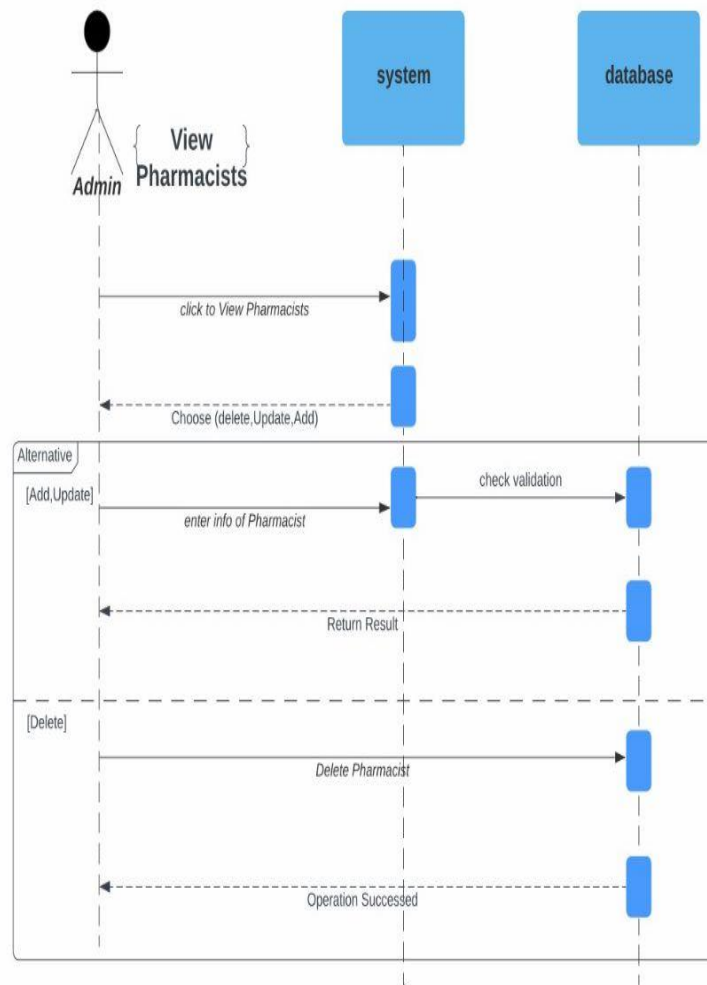 system
database
View
Pharmacists
Admin
click to View Pharmacists
Choose (delete,Update,Add)
Alternative
[Add,Update]
check validation
enter info of Pharmacist
Return Result
[Delete]
Delete Pharmacist
Operation Successed